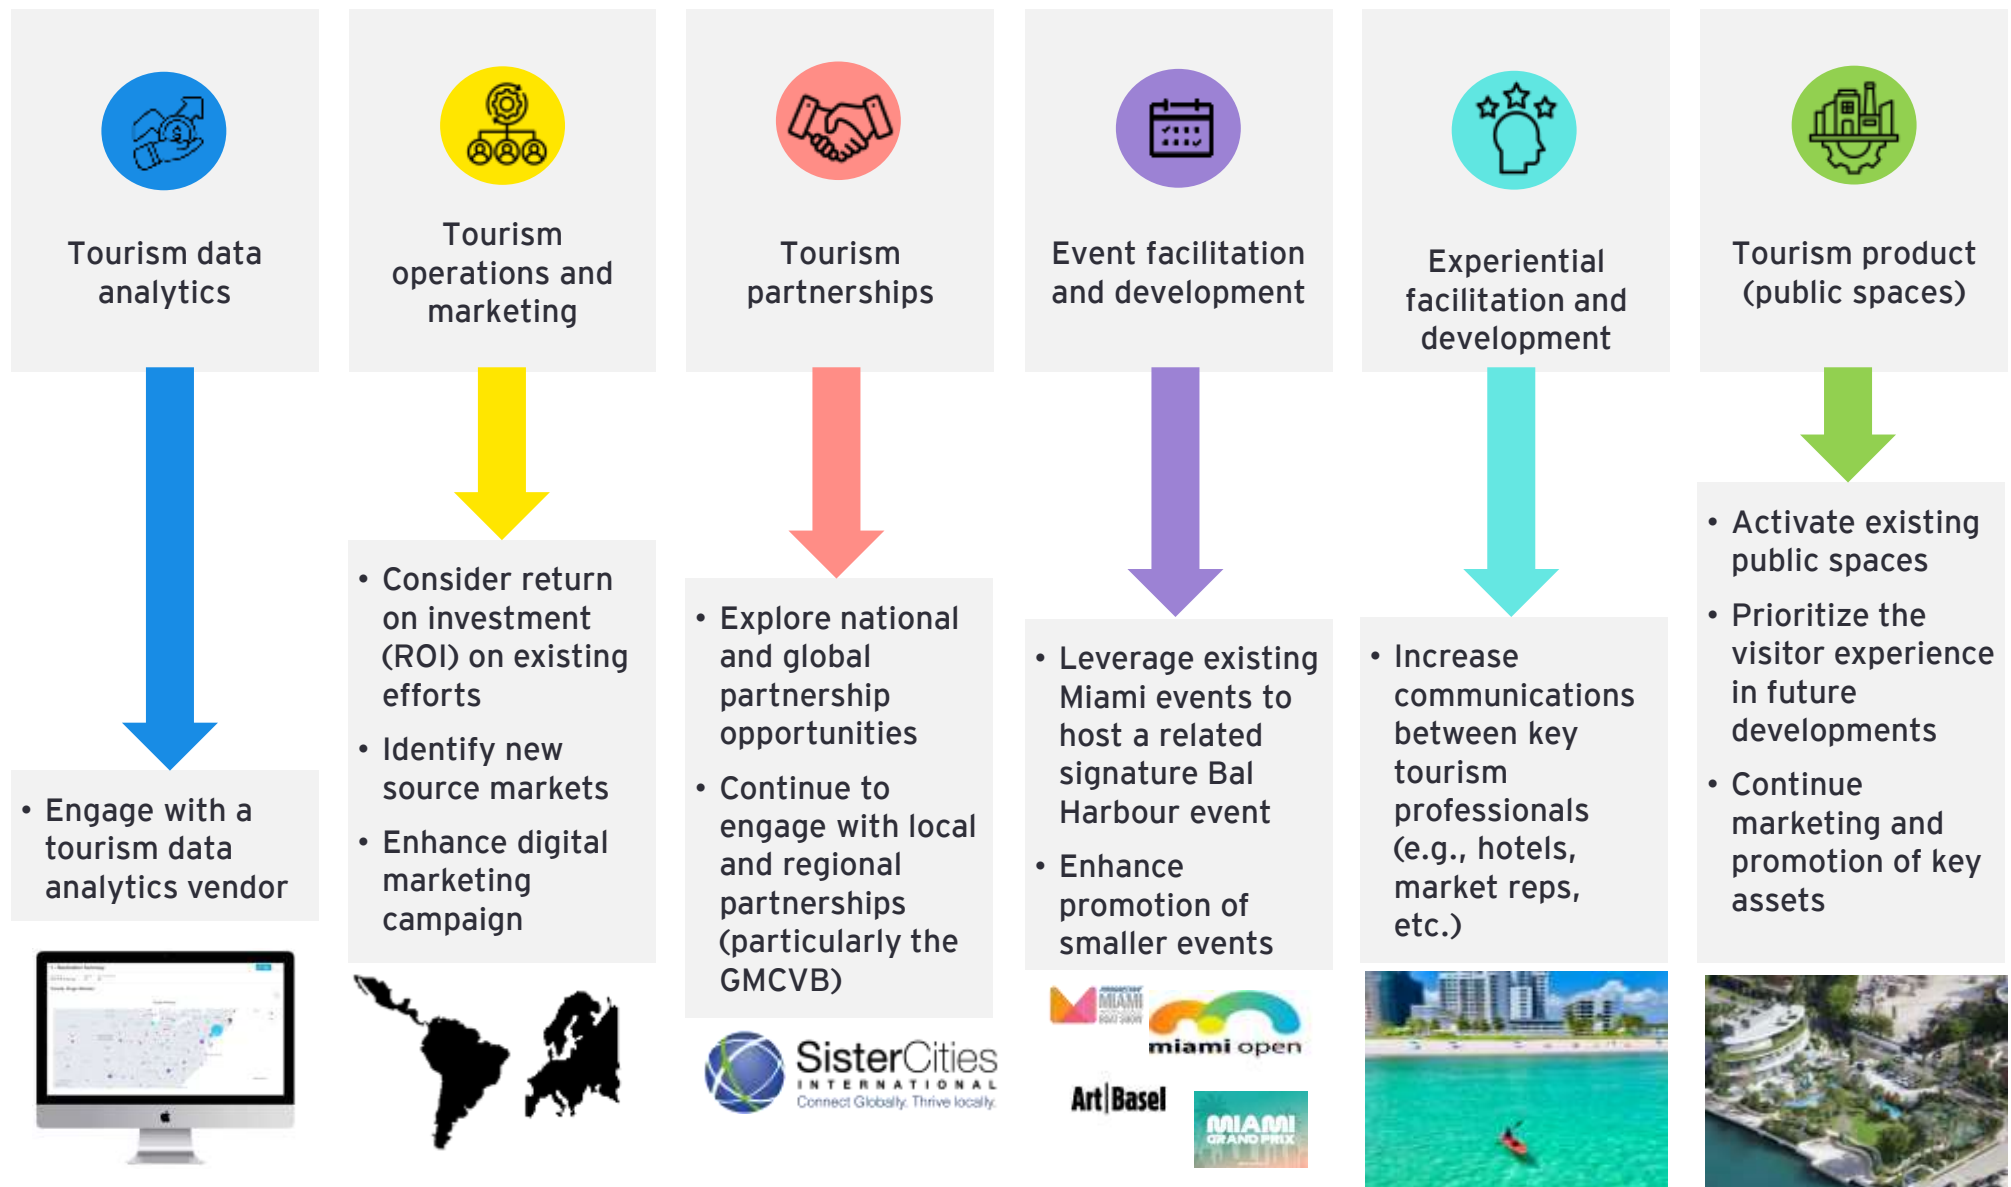 Tourism data
analytics
Tourism
operations and
marketing
Tourism
partnerships
Event facilitation
and development
Experiential
facilitation and
development
Tourism product
(public spaces)
• Engage with a
tourism data
analytics vendor
• Consider return
on investment
(ROI) on existing
efforts
• Identify new
source markets
• Enhance digital
marketing
campaign
• Explore national
and global
partnership
opportunities
• Continue to
engage with local
and regional
partnerships
(particularly the
GMCVB)
• Leverage existing
Miami events to
host a related
signature Bal
Harbour event
• Enhance
promotion of
smaller events
• Increase
communications
between key
tourism
professionals
(e.g., hotels,
market reps,
etc.)
• Activate existing
public spaces
• Prioritize the
visitor experience
in future
developments
• Continue
marketing and
promotion of key
assets
SisterCities
INTERNATIONAL
Connect Globally. Thrive locally.
MIAMI
BOAT SHOW
miami open
Art|Basel
MIAMI
GRAND PRIX